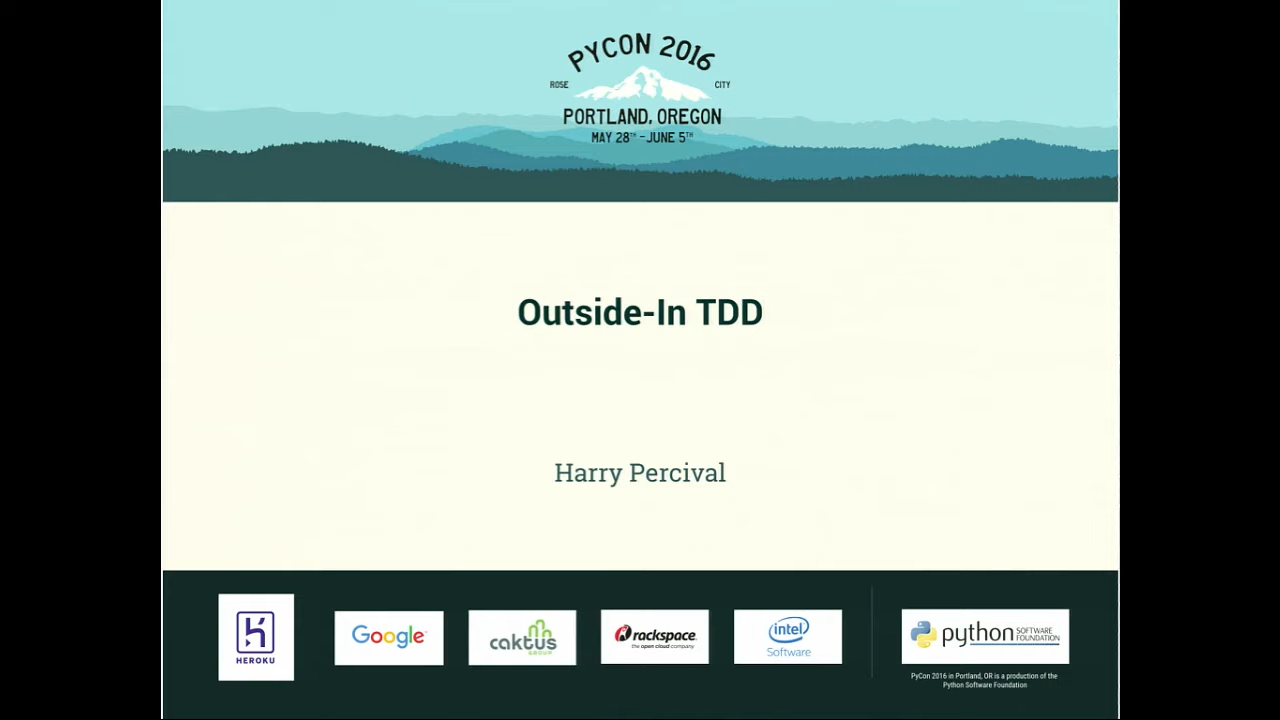 PYCON 2016
ROSE CITY
PORTLAND, OREGON
MAY 28TH - JUNE 5TH
Outside-In TDD
Harry Percival
HEROKU
Google
caktus
GROUP
rackspace.
the open cloud company
intel
Software
python SOFTWARE
FOUNDATION
PyCon 2016 in Portland, OR is a production of the
Python Software Foundation